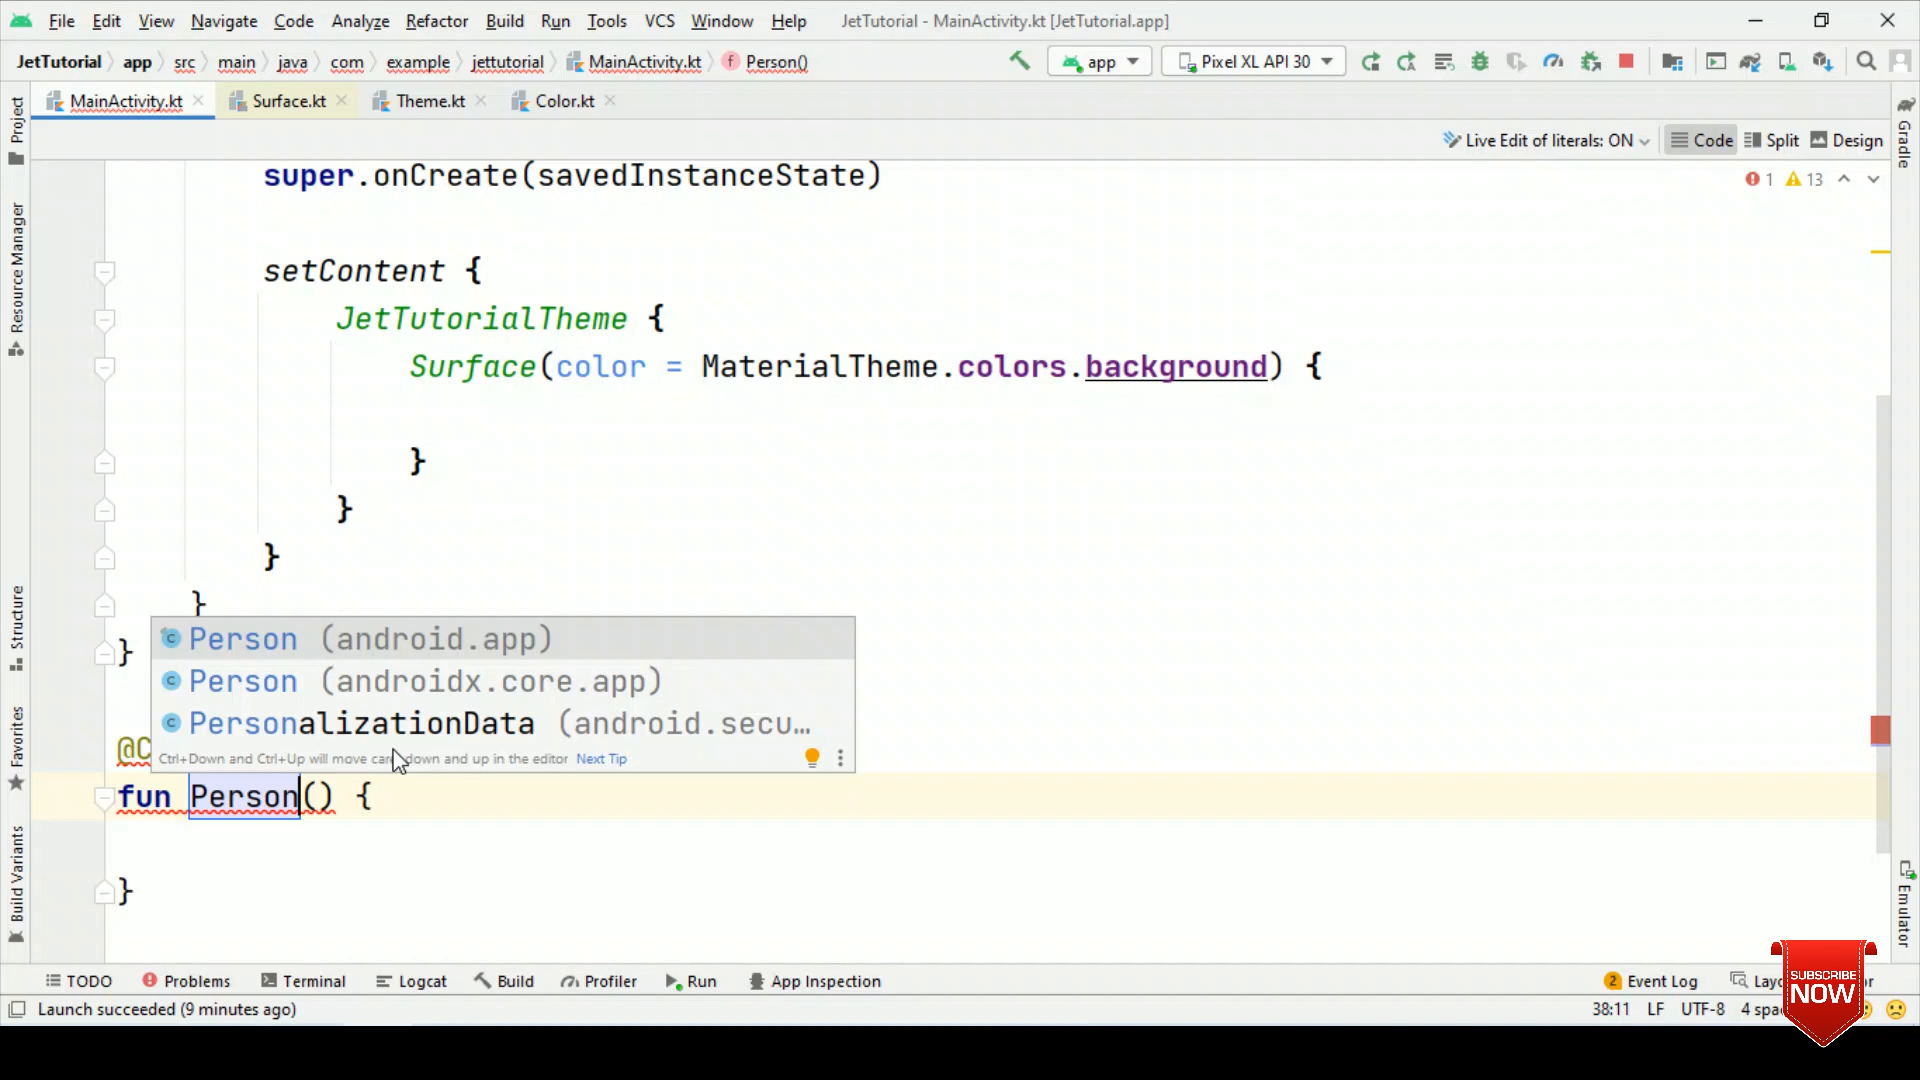 File Edit View Navigate Code Analyze Refactor Build Run Tools VCS Window Help JetTutorial - MainActivity.kt [JetTutorial.app]
JetTutorial app src main java com example jettutorial MainActivity.kt Person() app Pixel XL API 30
MainActivity.kt Surface.kt Theme.kt Color.kt
Live Edit of literals: ON Code Split Design
1 13
Project
Resource Manager
Structure
Favorites
Build Variants
Gradle
Emulator
super.onCreate(savedInstanceState)
setContent {
JetTutorialTheme {
Surface(color = MaterialTheme.colors.background) {
}
}
}
}
}
Person (android.app)
Person (androidx.core.app)
PersonalizationData (android.secu...
Ctrl+Down and Ctrl+Up will move caret down and up in the editor Next Tip
@C
fun Person() {
}
TODO Problems Terminal Logcat Build Profiler Run App Inspection 2 Event Log
Launch succeeded (9 minutes ago) 38:11 LF UTF-8
SUBSCRIBE
NOW